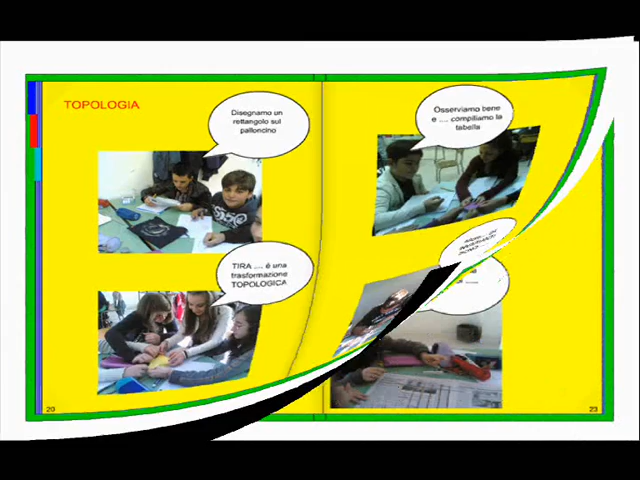 TOPOLOGIA
Disegnamo un
rettangolo sul
palloncino
TIRA .... è una
trasformazione
TOPOLOGICA
Osserviamo bene
e .... compiliamo la
tabella
20
23